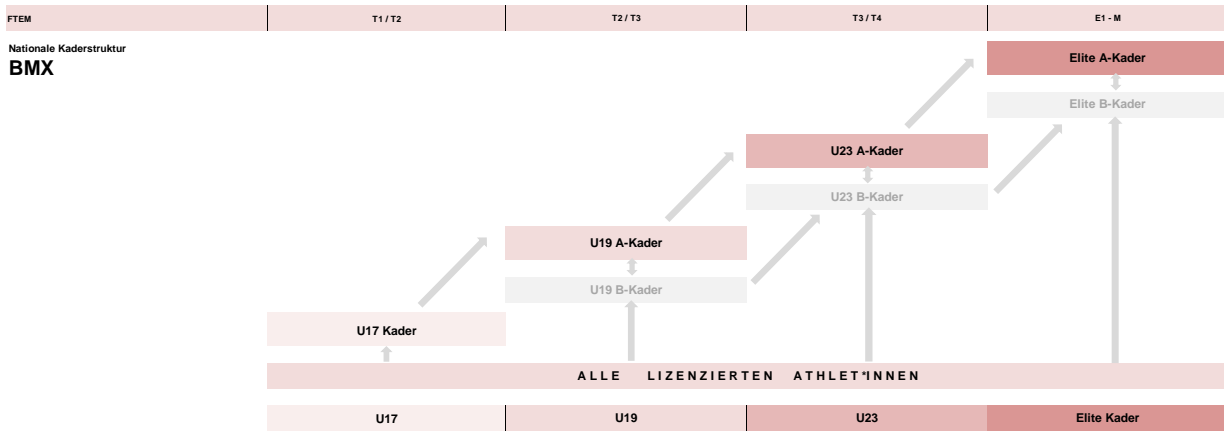 FTEM T1 / T2 T2 / T3 T3 / T4 E1 - M
Nationale Kaderstruktur
BMX
Elite A-Kader
Elite B-Kader
U23 A-Kader
U23 B-Kader
U19 A-Kader
U19 B-Kader
U17 Kader
ALLE LIZENZIERTEN ATHLET*INNEN
U17 U19 U23 Elite Kader